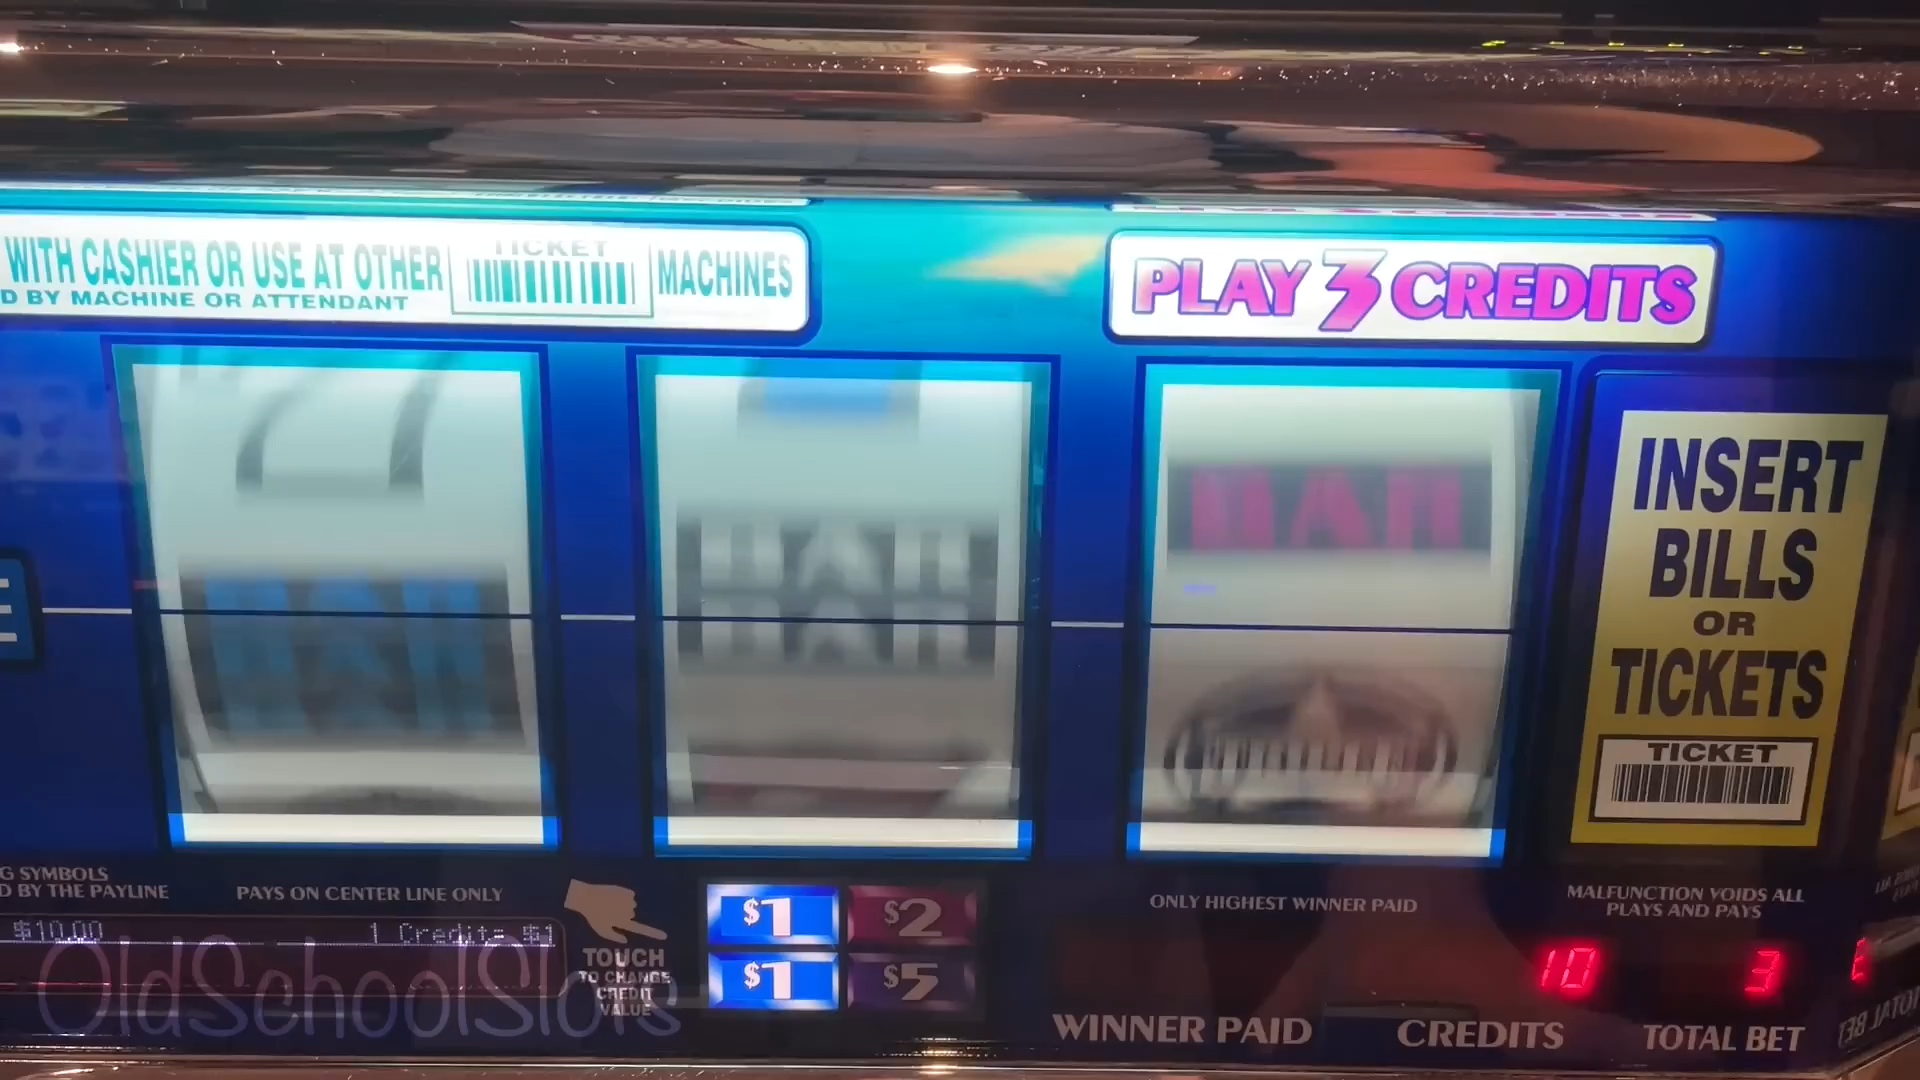 WITH CASHIER OR USE AT OTHER
TICKET
MACHINES
D BY MACHINE OR ATTENDANT
PLAY 3 CREDITS
INSERT
BILLS
OR
TICKETS
TICKET
G SYMBOLS
D BY THE PAYLINE
PAYS ON CENTER LINE ONLY
$10.00
1 Credit= $1
TOUCH
TO CHANGE
CREDIT
VALUE
$1
$2
$1
$5
ONLY HIGHEST WINNER PAID
MALFUNCTION VOIDS ALL
PLAYS AND PAYS
10
3
WINNER PAID
CREDITS
TOTAL BET
OldSchoolSlots